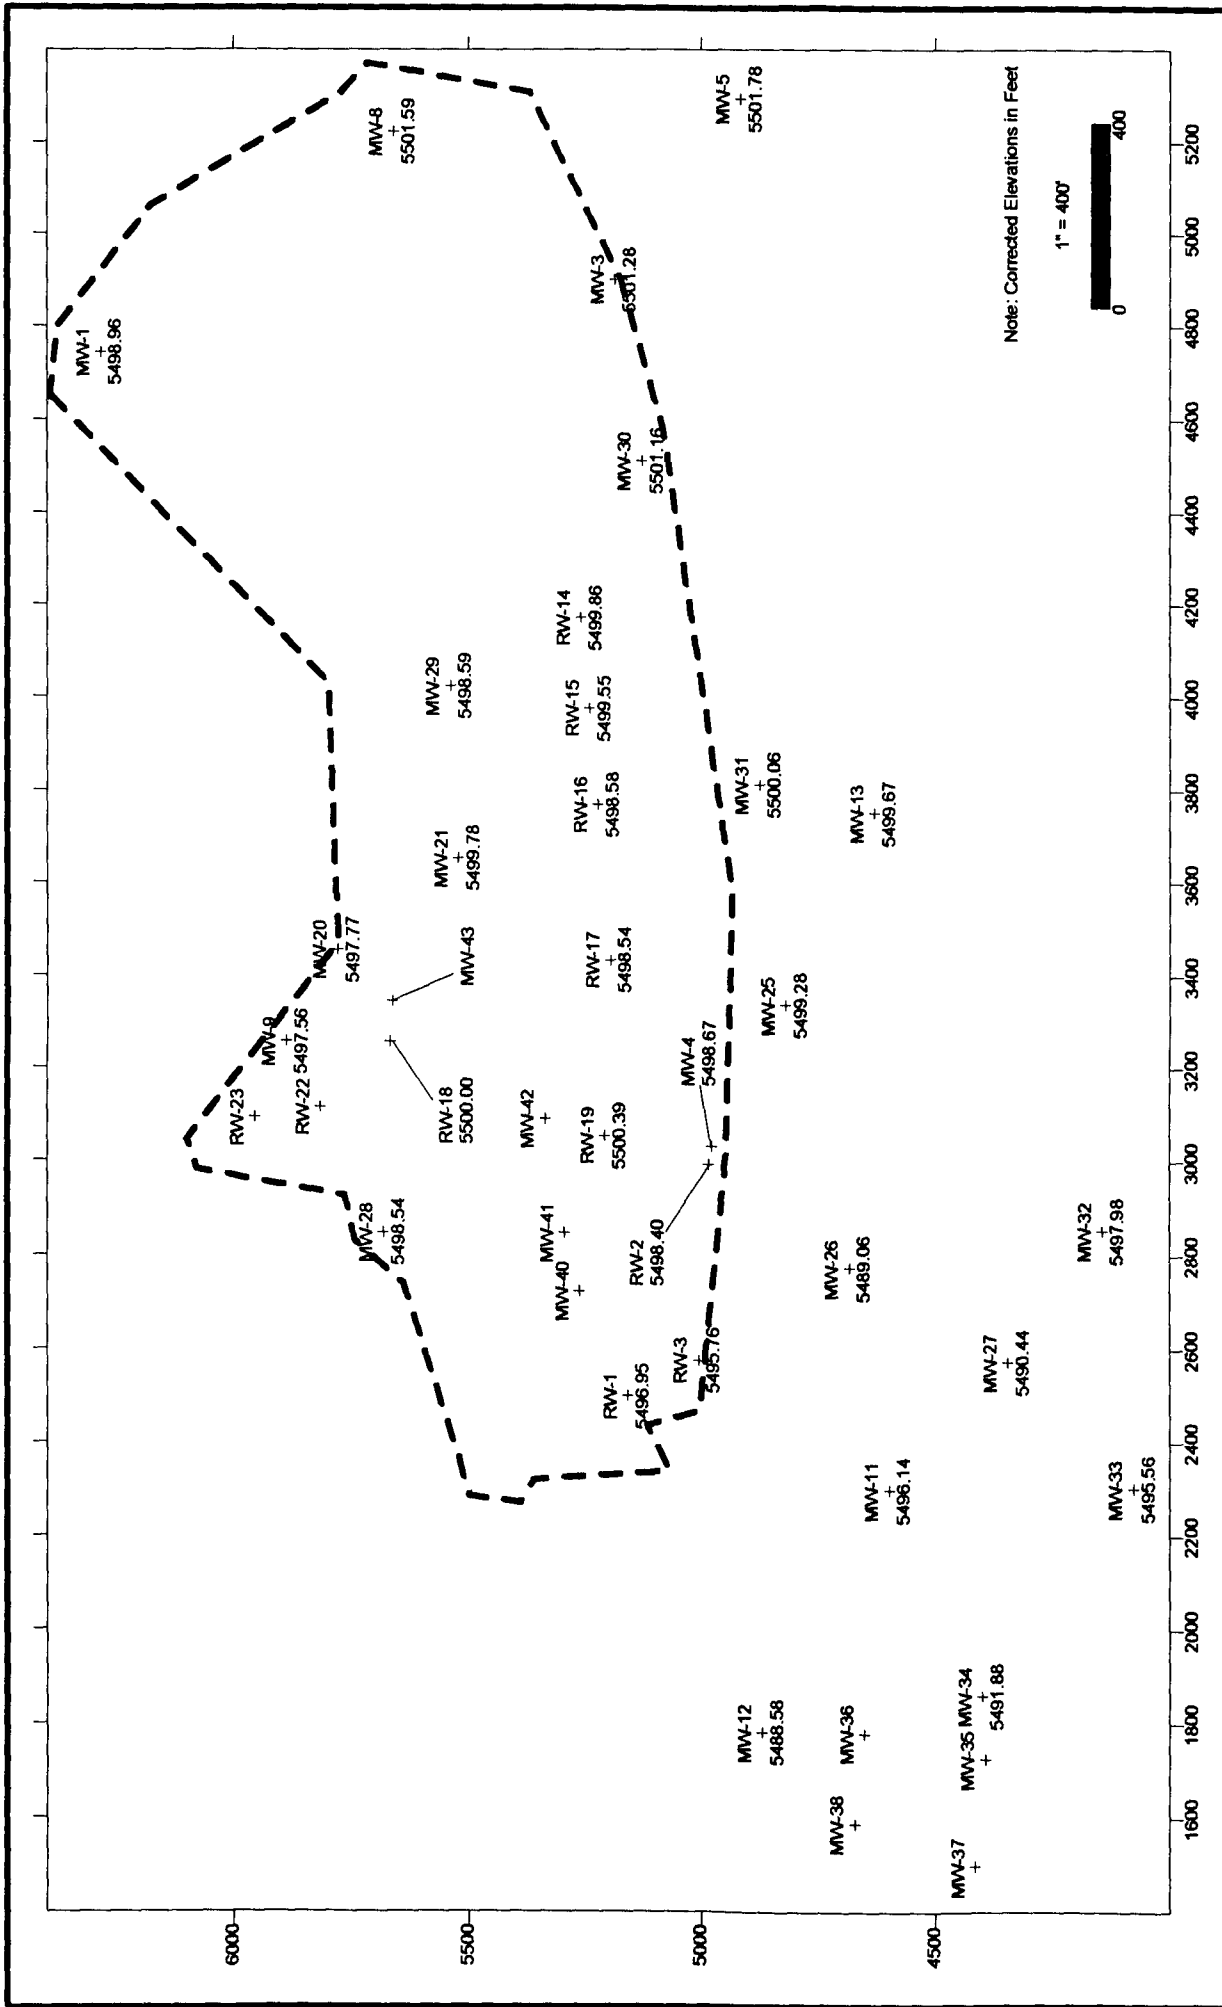 MW-1
5498.96
MW-8
5501.59
MW-5
5501.78
MW-3
5501.28
MW-30
5501.16
RW-14
5499.86
MW-29
5498.59
RW-15
5499.55
RW-16
5498.58
MW-31
5500.06
MW-13
5499.67
MW-21
5499.78
MW-20
5497.77
MW-43
RW-17
5498.54
MW-25
5499.28
MW-9
5497.56
RW-23
RW-22
RW-18
5500.00
MW-42
RW-19
5500.39
MW-4
5498.67
MW-28
5498.54
MW-41
MW-40
RW-2
5498.40
MW-26
5489.06
MW-32
5497.98
RW-3
5495.76
RW-1
5496.95
MW-27
5490.44
MW-11
5496.14
MW-33
5495.56
MW-12
5488.58
MW-36
MW-34
5491.88
MW-35
MW-38
MW-37
Note: Corrected Elevations in Feet
1" = 400'
0
400
6000
5500
5000
4500
1600
1800
2000
2200
2400
2600
2800
3000
3200
3400
3600
3800
4000
4200
4400
4600
4800
5000
5200